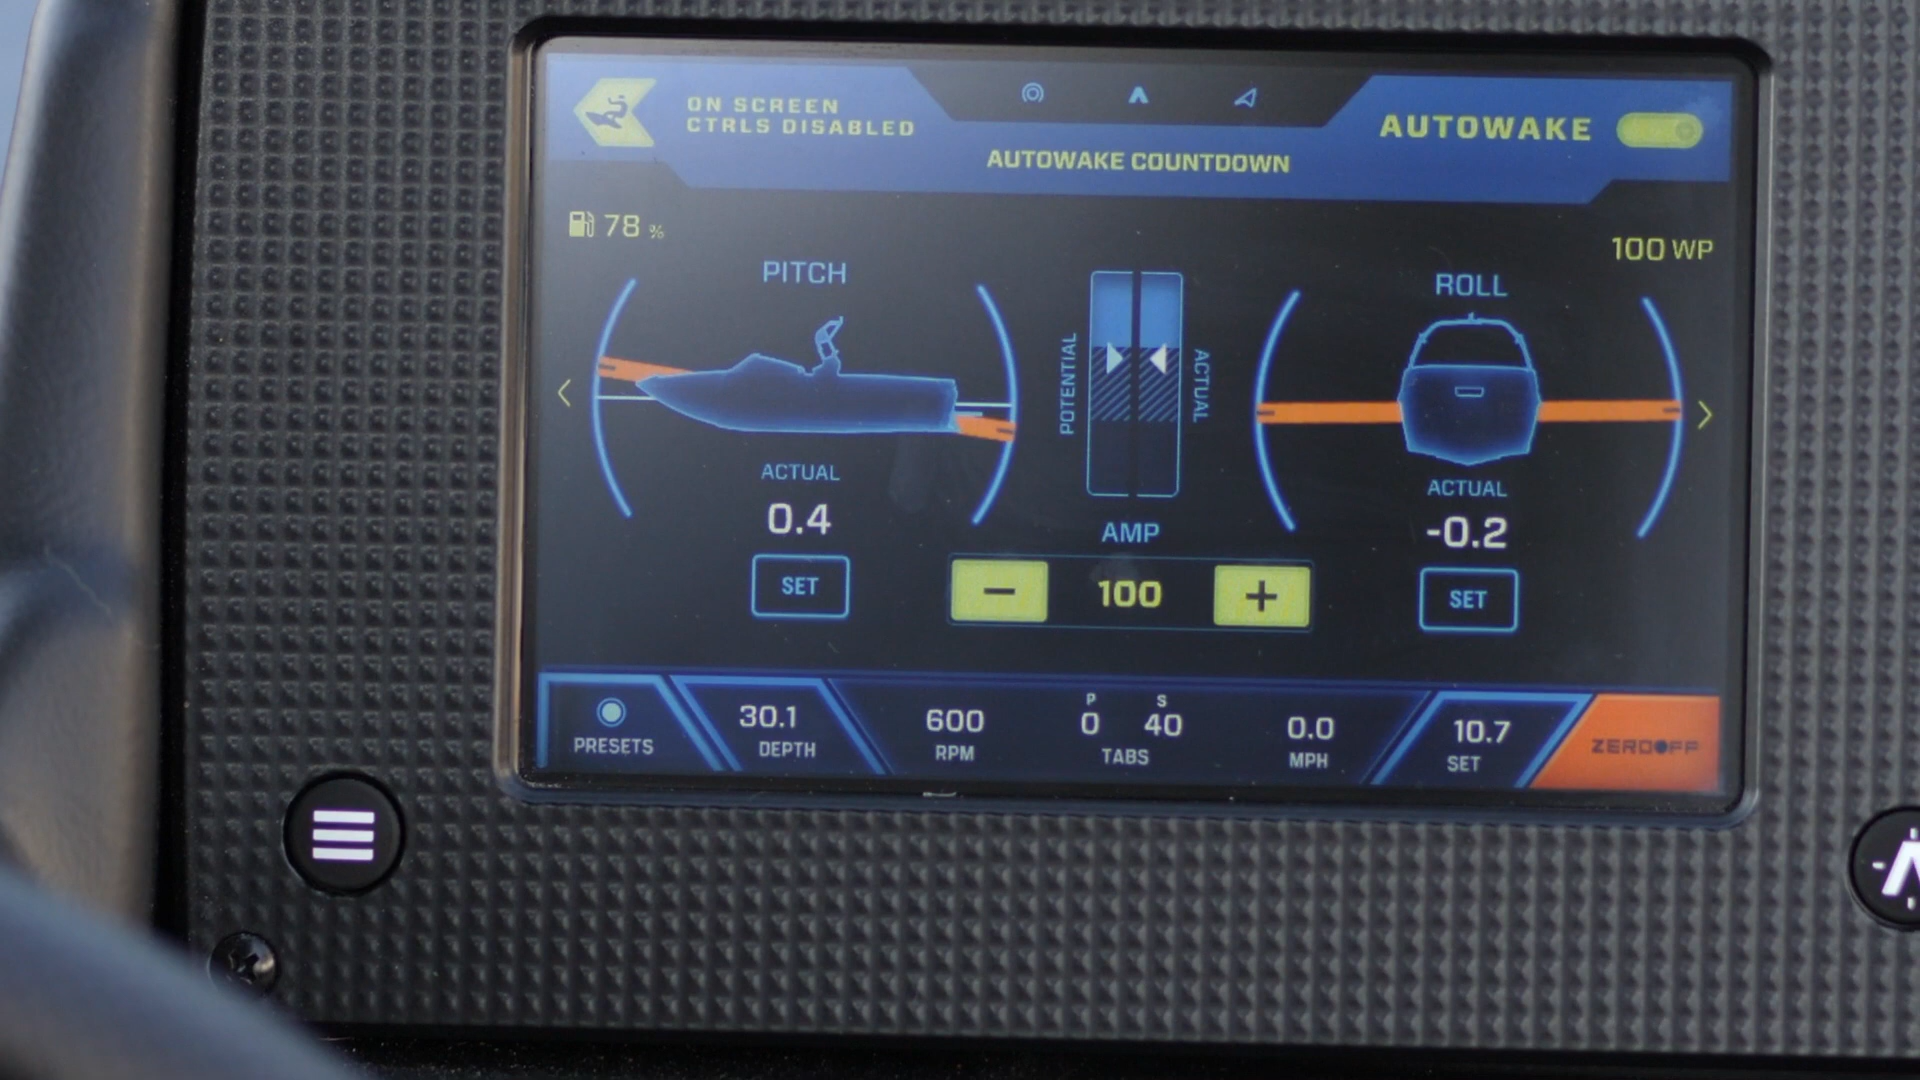 ON SCREEN
CTRLS DISABLED
AUTOWAKE COUNTDOWN
AUTOWAKE
78 %
100 WP
PITCH
ROLL
POTENTIAL
ACTUAL
ACTUAL
0.4
SET
AMP
- 100 +
ACTUAL
-0.2
SET
PRESETS
30.1
DEPTH
600
RPM
P S
0 40
TABS
0.0
MPH
10.7
SET
ZEROOFF